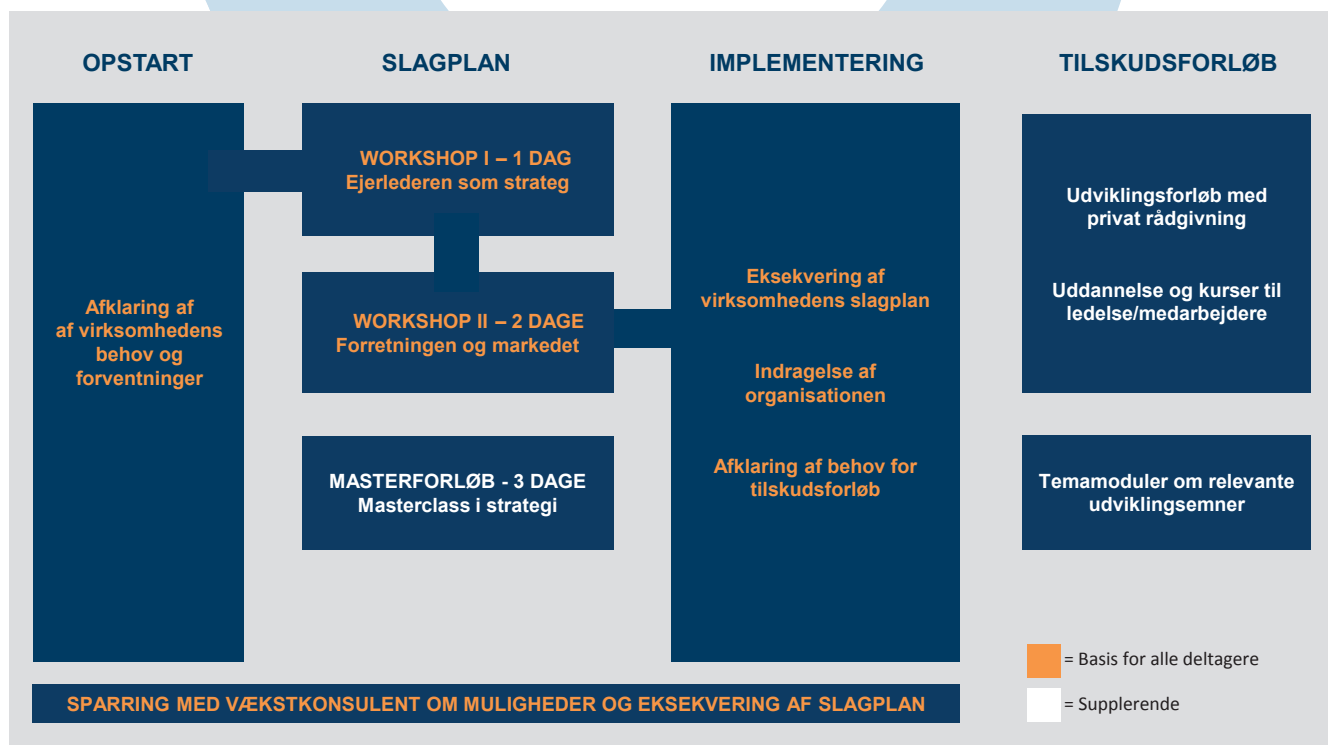 OPSTART
Afklaring af
af virksomhedens
behov og
forventninger
SLAGPLAN
WORKSHOP I – 1 DAG
Ejerlederen som strateg
WORKSHOP II – 2 DAGE
Forretningen og markedet
MASTERFORLØB - 3 DAGE
Masterclass i strategi
IMPLEMENTERING
Eksekvering af
virksomhedens slagplan
Indragelse af
organisationen
Afklaring af behov for
tilskudsforløb
TILSKUDSFORLØB
Udviklingsforløb med
privat rådgivning
Uddannelse og kurser til
ledelse/medarbejdere
Temamoduler om relevante
udviklingsemner
SPARRING MED VÆKSTKONSULENT OM MULIGHEDER OG EKSEKVERING AF SLAGPLAN
= Basis for alle deltagere
= Supplerende